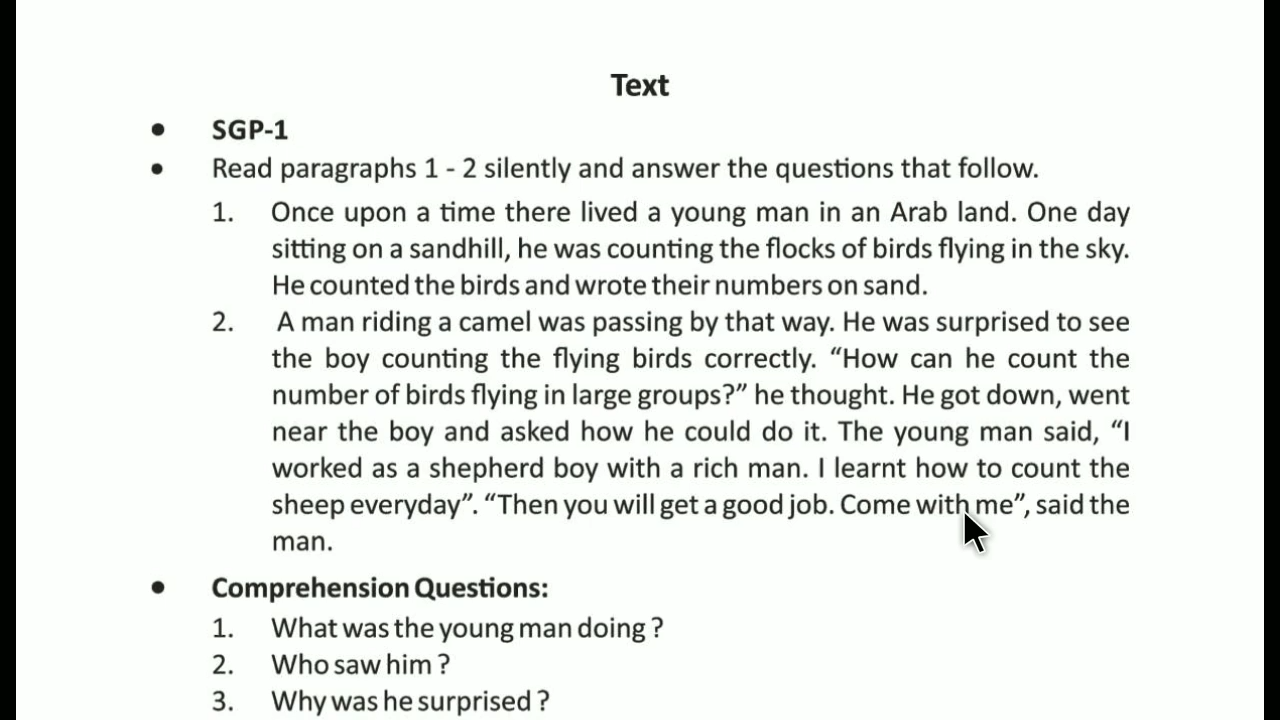 Text
• SGP-1
• Read paragraphs 1 - 2 silently and answer the questions that follow.
1. Once upon a time there lived a young man in an Arab land. One day
sitting on a sandhill, he was counting the flocks of birds flying in the sky.
He counted the birds and wrote their numbers on sand.
2. A man riding a camel was passing by that way. He was surprised to see
the boy counting the flying birds correctly. “How can he count the
number of birds flying in large groups?” he thought. He got down, went
near the boy and asked how he could do it. The young man said, “I
worked as a shepherd boy with a rich man. I learnt how to count the
sheep everyday”. “Then you will get a good job. Come with me”, said the
man.
• Comprehension Questions:
1. What was the young man doing ?
2. Who saw him ?
3. Why was he surprised ?